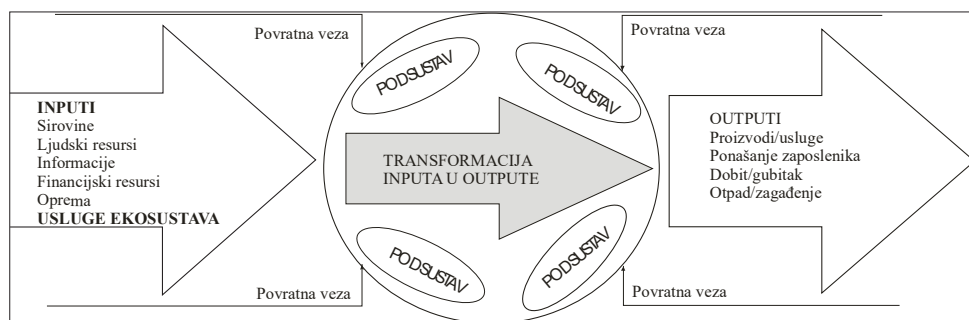 Povratna veza
Povratna veza
PODSUSTAV
PODSUSTAV
INPUTI
Sirovine
Ljudski resursi
Informacije
Financijski resursi
Oprema
USLUGE EKOSUSTAVA
TRANSFORMACIJA
INPUTA U OUTPUTE
OUTPUTI
Proizvodi/usluge
Ponašanje zaposlenika
Dobit/gubitak
Otpad/zagađenje
PODSUSTAV
PODSUSTAV
Povratna veza
Povratna veza